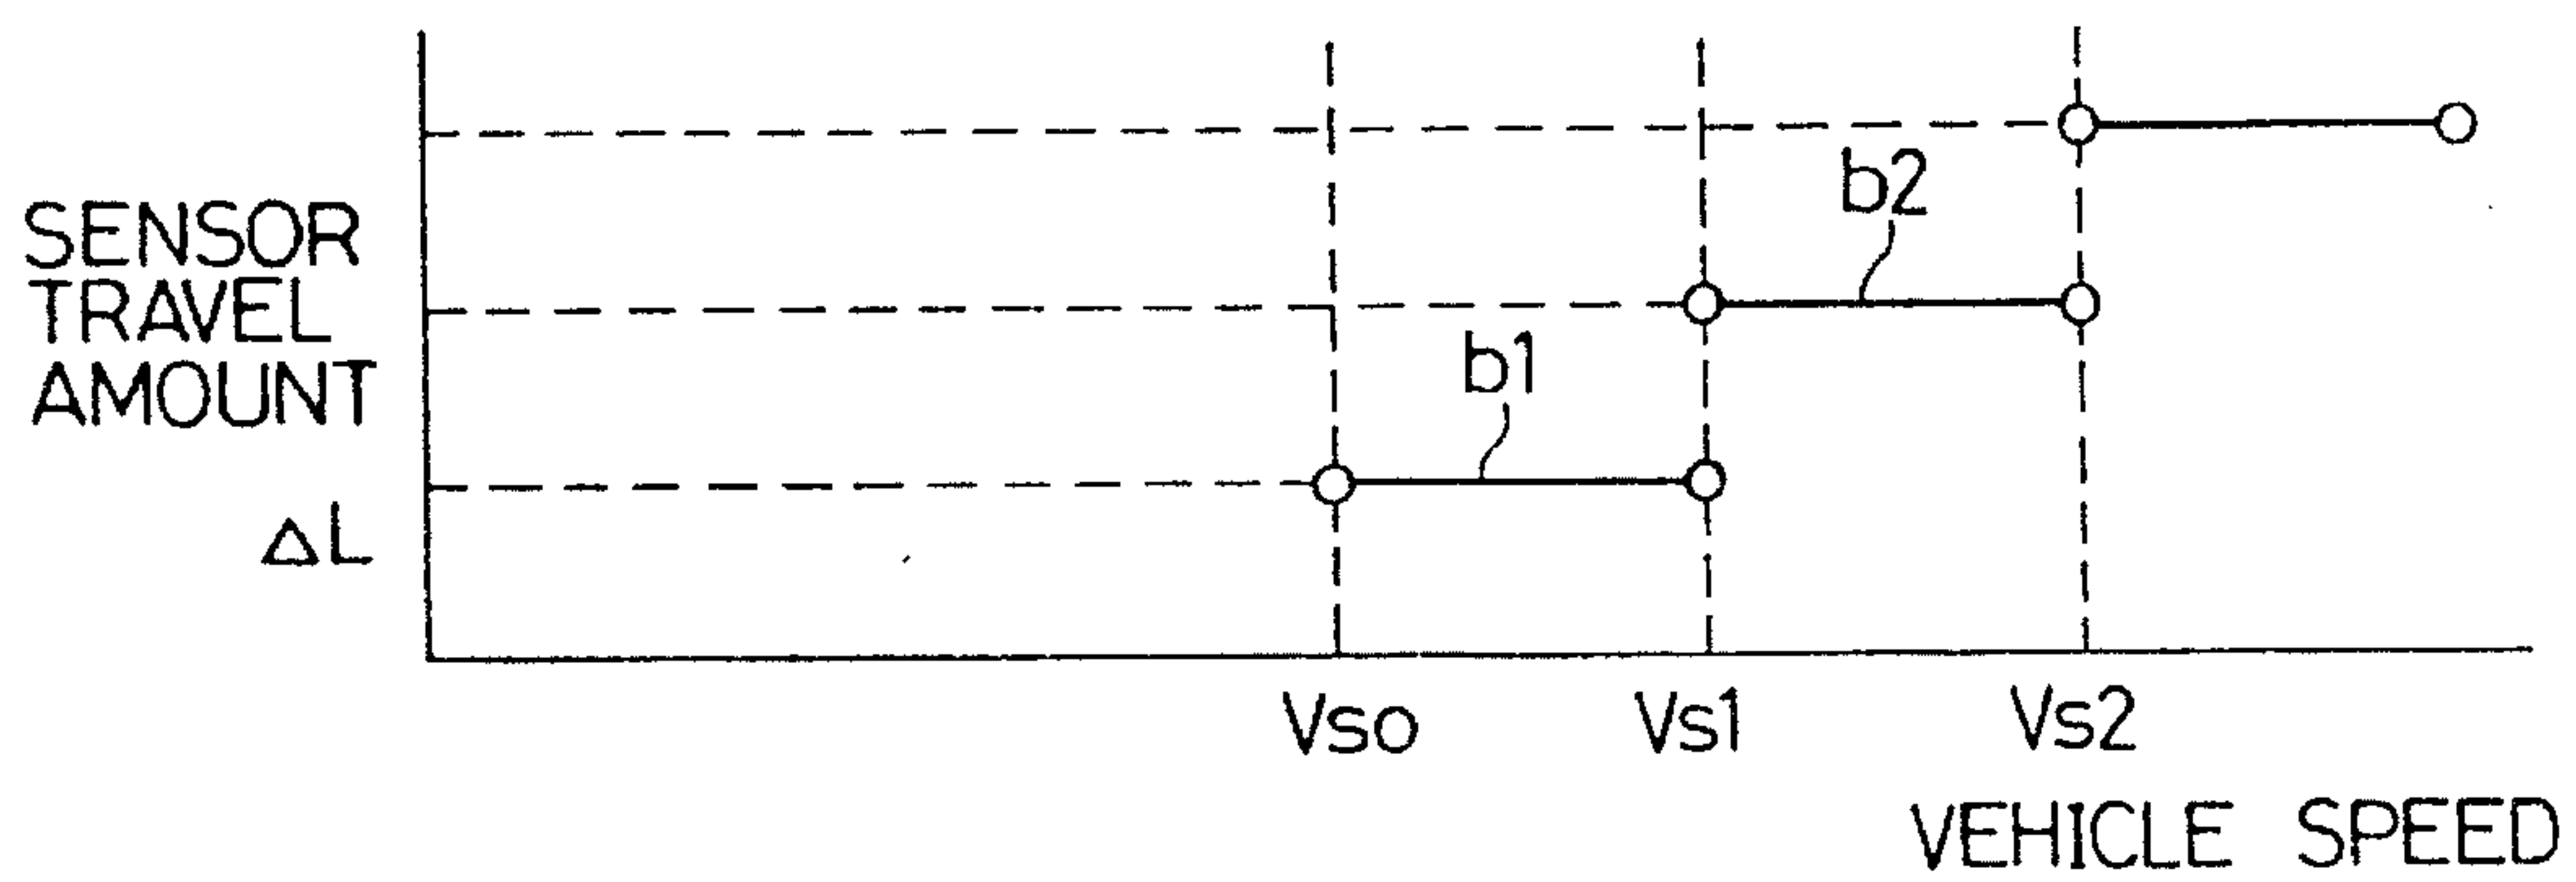 b2
SENSOR
TRAVEL
AMOUNT
b1
ΔL
Vso
Vs1
Vs2
VEHICLE SPEED